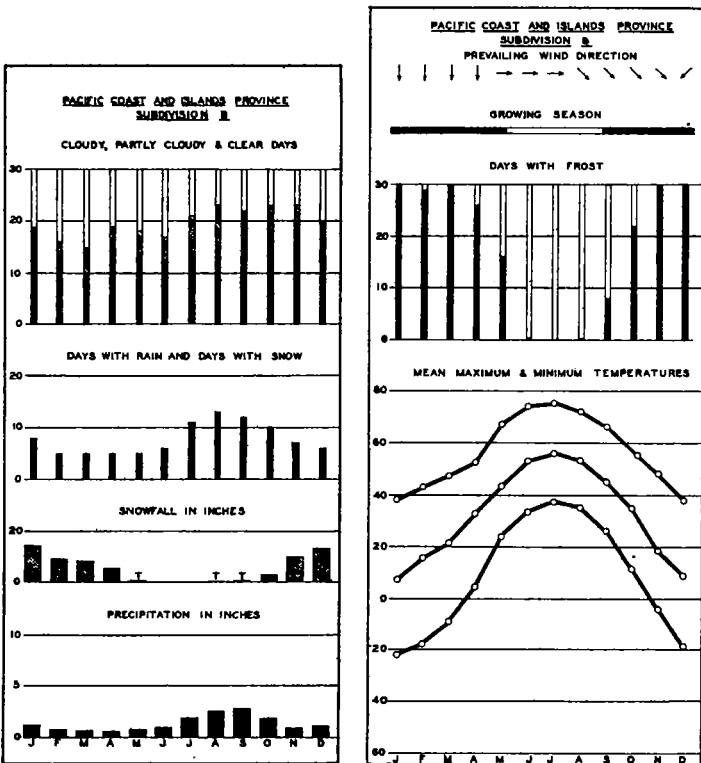 PACIFIC COAST AND ISLANDS PROVINCE
SUBDIVISION B
CLOUDY, PARTLY CLOUDY & CLEAR DAYS
30
20
10
0
DAYS WITH RAIN AND DAYS WITH SNOW
20
10
0
SNOWFALL IN INCHES
20
T T T
0
PRECIPITATION IN INCHES
10
5
0
J F M A M J J A S O N D
PACIFIC COAST AND ISLANDS PROVINCE
SUBDIVISION B
PREVAILING WIND DIRECTION
GROWING SEASON
DAYS WITH FROST
30
20
10
0
MEAN MAXIMUM & MINIMUM TEMPERATURES
80
60
40
20
0
20
40
60
J F M A M J J A S O N D